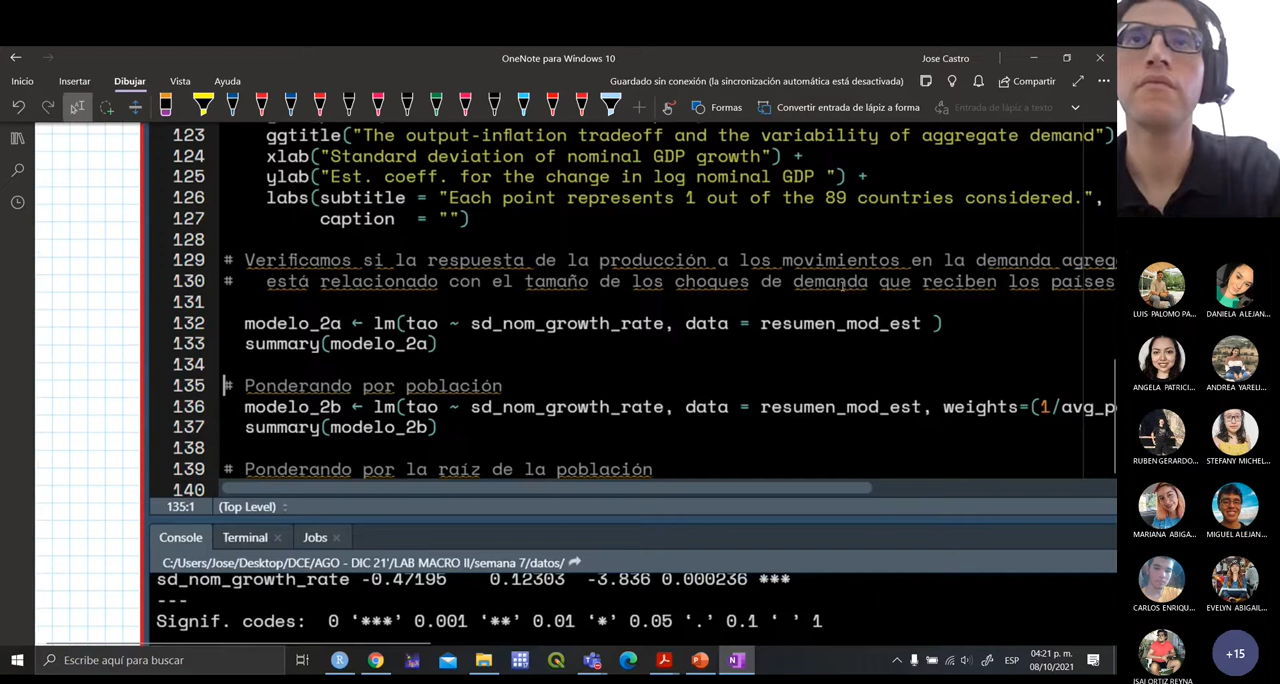 OneNote para Windows 10
Jose Castro
Inicio
Insertar
Dibujar
Vista
Ayuda
Guardado sin conexión (la sincronización automática está desactivada)
Compartir
Formas
Convertir entrada de lápiz a forma
Entrada de lápiz a texto
123 ggtitle("The output-inflation tradeoff and the variability of aggregate demand")
124 xlab("Standard deviation of nominal GDP growth") +
125 ylab("Est. coeff. for the change in log nominal GDP ") +
126 labs(subtitle = "Each point represents 1 out of the 89 countries considered.",
127 caption = "")
128
129 # Verificamos si la respuesta de la producción a los movimientos en la demanda agreg
130 # está relacionado con el tamaño de los choques de demanda que reciben los países
131
132 modelo_2a ← lm(tao ~ sd_nom_growth_rate, data = resumen_mod_est )
133 summary(modelo_2a)
134
135 # Ponderando por población
136 modelo_2b ← lm(tao ~ sd_nom_growth_rate, data = resumen_mod_est, weights=(1/avg_p
137 summary(modelo_2b)
138
139 # Ponderando por la raíz de la población
140
135:1 (Top Level)
Console Terminal Jobs
C:/Users/Jose/Desktop/DCE/AGO - DIC 21'/LAB MACRO II/semana 7/datos/
sd_nom_growth_rate -0.47195 0.12303 -3.836 0.000236 ***
---
Signif. codes: 0 ‘***’ 0.001 ‘**’ 0.01 ‘*’ 0.05 ‘.’ 0.1 ‘ ’ 1
LUIS PALOMO PA...
DANIELA ALEJAN...
ANGELA PATRICI...
ANDREA YARELI...
RUBEN GERARDO...
STEFANY MICHEL...
MARIANA ABIGA...
MIGUEL ALEJAN...
CARLOS ENRIQU...
EVELYN ABIGAIL...
ISAI ORTIZ REYNA
+15
Escribe aquí para buscar
ESP
04:21 p. m.
08/10/2021